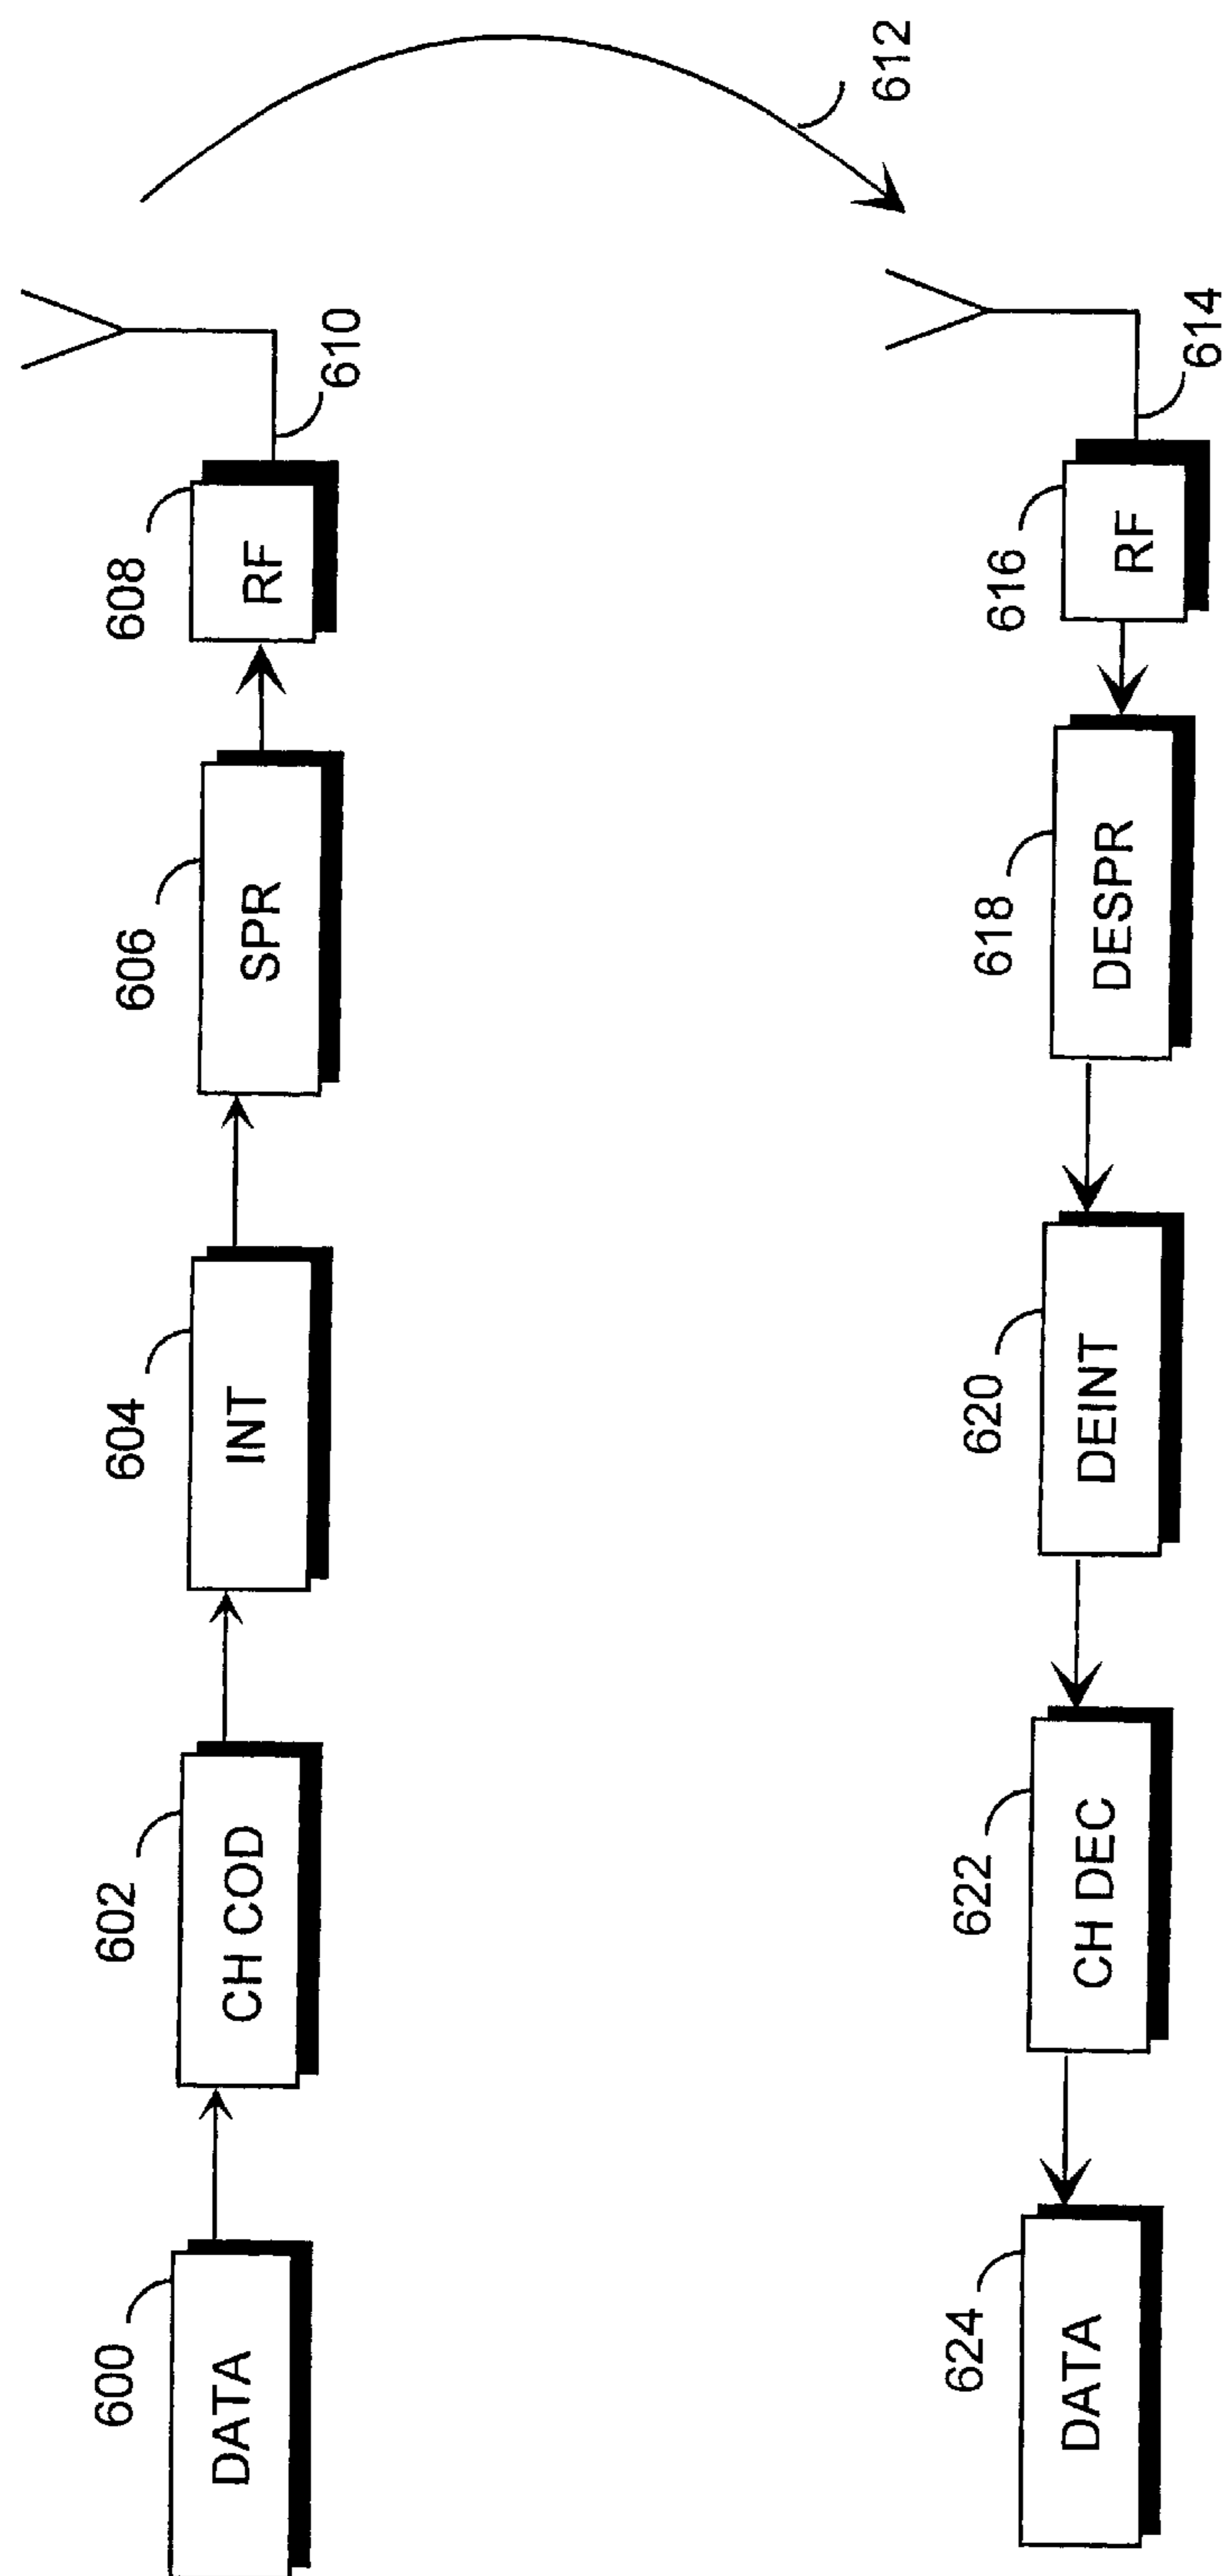 600
DATA
602
CH COD
604
INT
606
SPR
608
RF
610
612
614
616
RF
618
DESPR
620
DEINT
622
CH DEC
624
DATA